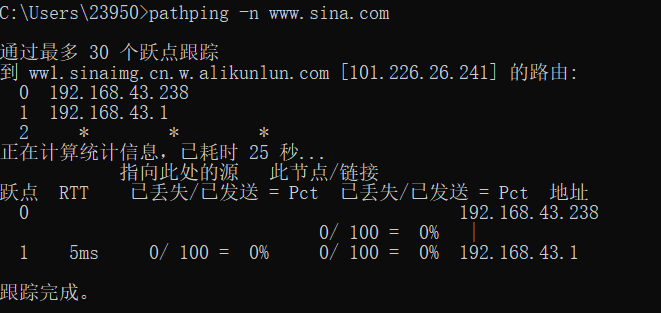 C:\Users\23950>pathping -n www.sina.com
通过最多 30 个跃点跟踪
到 ww1.sinaimg.cn.w.alikunlun.com [101.226.26.241] 的路由:
0 192.168.43.238
1 192.168.43.1
2 * * *
正在计算统计信息，已耗时 25 秒...
指向此处的源 此节点/链接
跃点 RTT 已丢失/已发送 = Pct 已丢失/已发送 = Pct 地址
0 192.168.43.238
0/ 100 = 0% |
1 5ms 0/ 100 = 0% 0/ 100 = 0% 192.168.43.1
跟踪完成。